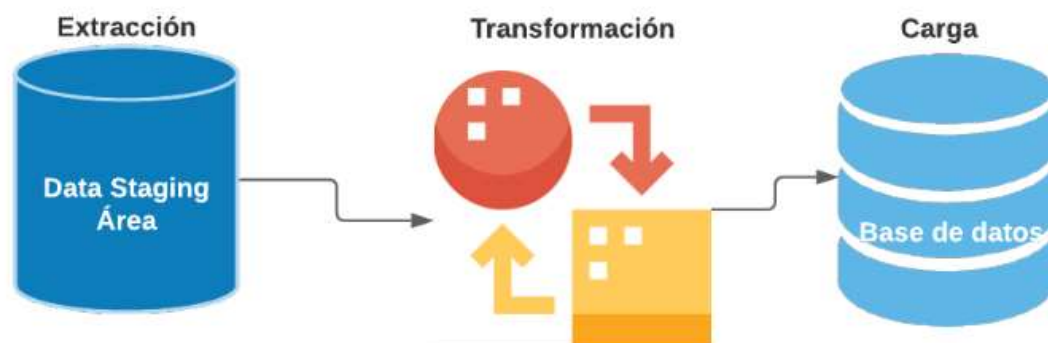 Extracción
Transformación
Carga
Data Staging
Área
Base de datos